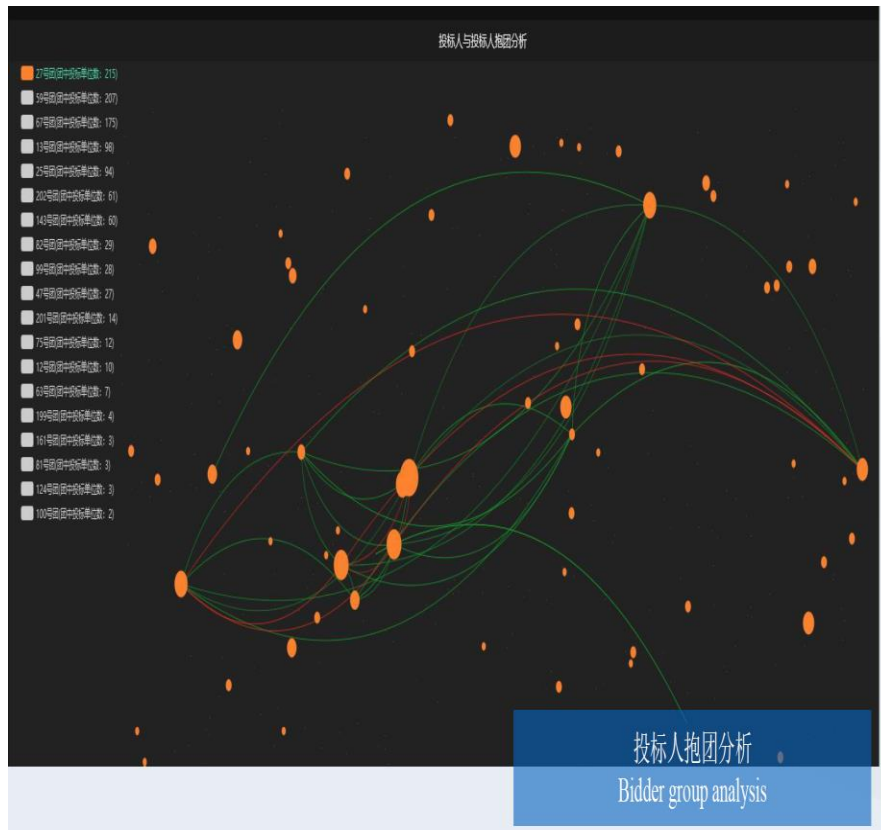 投标人与投标人抱团分析
27号团(团中投标单位数: 215)
59号团(团中投标单位数: 207)
67号团(团中投标单位数: 175)
13号团(团中投标单位数: 98)
25号团(团中投标单位数: 94)
202号团(团中投标单位数: 61)
143号团(团中投标单位数: 60)
82号团(团中投标单位数: 29)
99号团(团中投标单位数: 28)
47号团(团中投标单位数: 27)
201号团(团中投标单位数: 14)
75号团(团中投标单位数: 12)
12号团(团中投标单位数: 10)
63号团(团中投标单位数: 7)
199号团(团中投标单位数: 4)
161号团(团中投标单位数: 3)
81号团(团中投标单位数: 3)
124号团(团中投标单位数: 3)
100号团(团中投标单位数: 2)
投标人抱团分析
Bidder group analysis